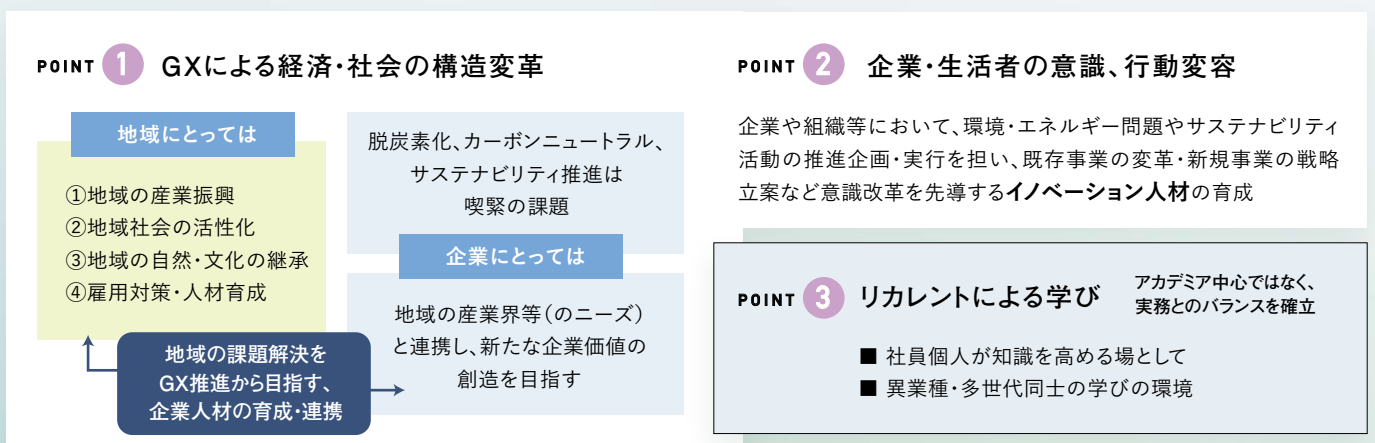 POINT 1 GXによる経済・社会の構造変革
地域にとっては
①地域の産業振興
②地域社会の活性化
③地域の自然・文化の継承
④雇用対策・人材育成
脱炭素化、カーボンニュートラル、
サステナビリティ推進は
喫緊の課題
企業にとっては
地域の産業界等(のニーズ)
と連携し、新たな企業価値の
創造を目指す
地域の課題解決を
GX推進から目指す、
企業人材の育成・連携
POINT 2 企業・生活者の意識、行動変容
企業や組織等において、環境・エネルギー問題やサステナビリティ
活動の推進企画・実行を担い、既存事業の変革・新規事業の戦略
立案など意識改革を先導するイノベーション人材の育成
POINT 3 リカレントによる学び
アカデミア中心ではなく、
実務とのバランスを確立
■ 社員個人が知識を高める場として
■ 異業種・多世代同士の学びの環境